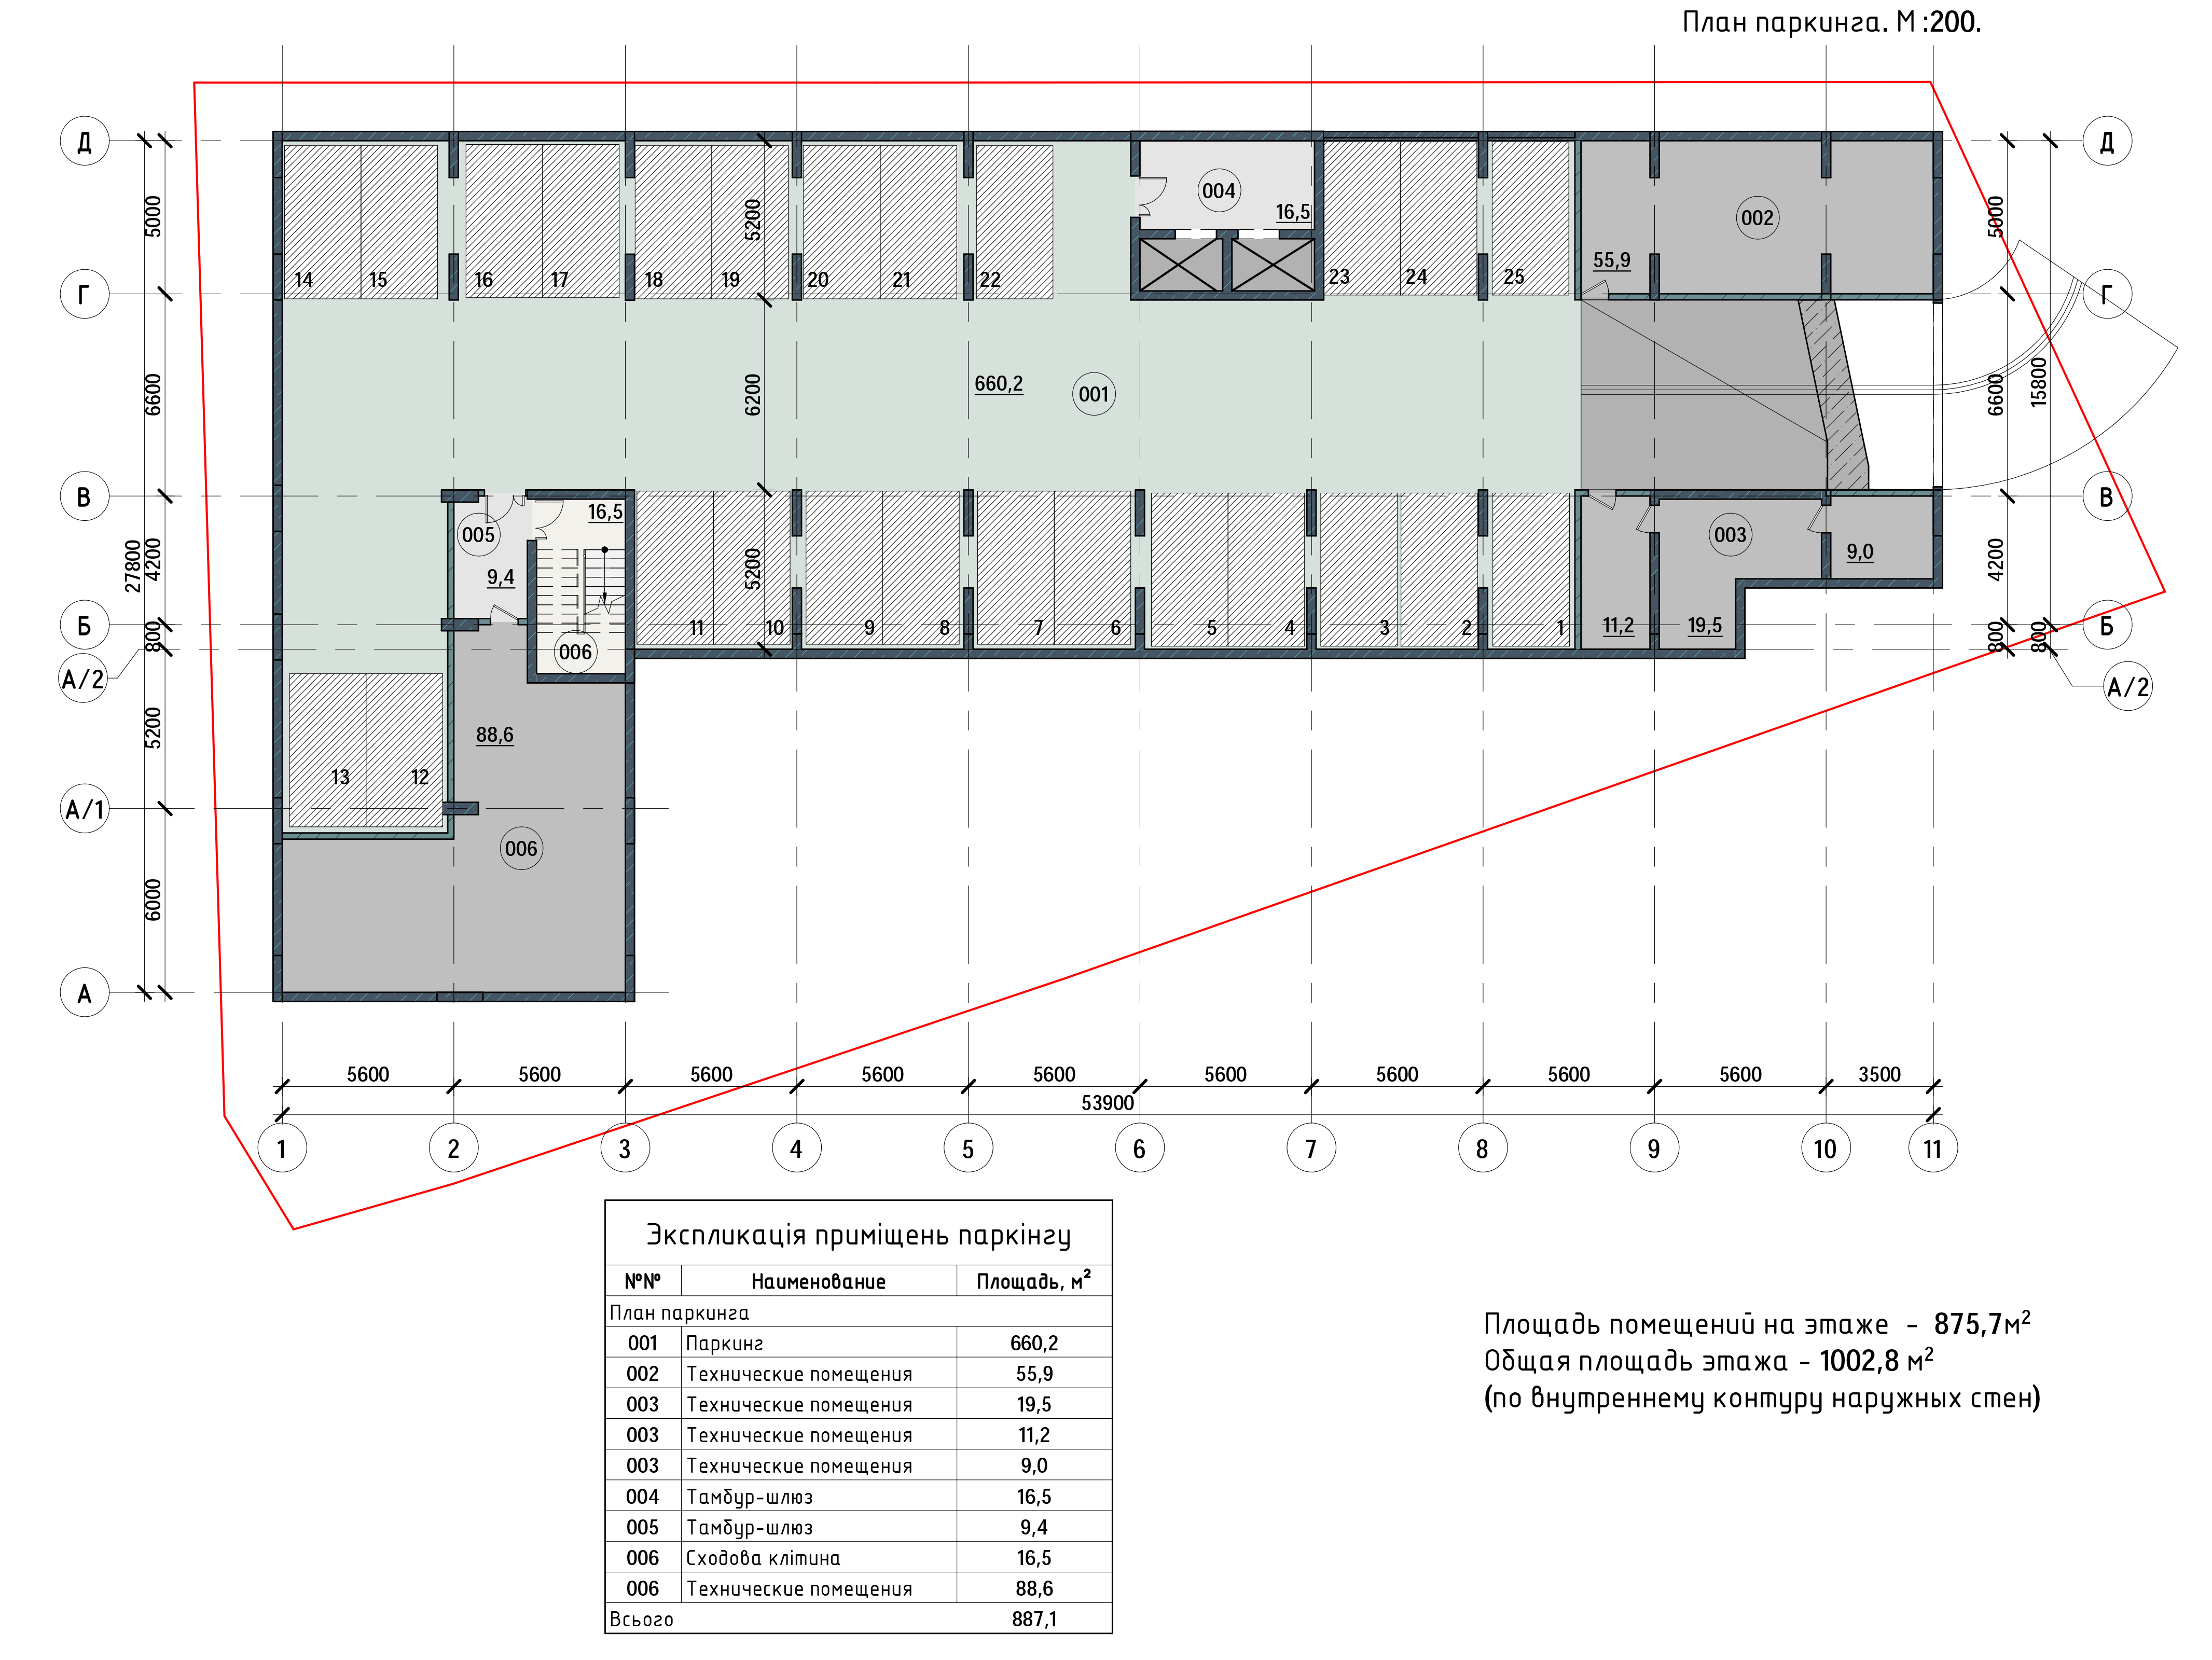 План паркинга. М :200.
Д
Г
В
Б
А/2
А/1
А
5000
6600
4200
800
5200
6000
27800
Д
Г
В
Б
А/2
5000
6600
4200
800
15800
800
14
15
16
17
18
19
20
21
22
23
24
25
5200
6200
5200
004
16,5
002
55,9
660,2
001
005
9,4
16,5
006
11
10
9
8
7
6
5
4
3
2
1
003
9,0
11,2
19,5
88,6
13
12
006
5600
5600
5600
5600
5600
5600
5600
5600
5600
3500
53900
1
2
3
4
5
6
7
8
9
10
11
Экспликація приміщень паркінгу
№№ Наименование Площадь, м²
План паркинга
001 Паркинг 660,2
002 Технические помещения 55,9
003 Технические помещения 19,5
003 Технические помещения 11,2
003 Технические помещения 9,0
004 Тамбур-шлюз 16,5
005 Тамбур-шлюз 9,4
006 Сходова клітина 16,5
006 Технические помещения 88,6
Всього 887,1
Площадь помещений на этаже - 875,7м²
Общая площадь этажа - 1002,8 м²
(по внутреннему контуру наружных стен)